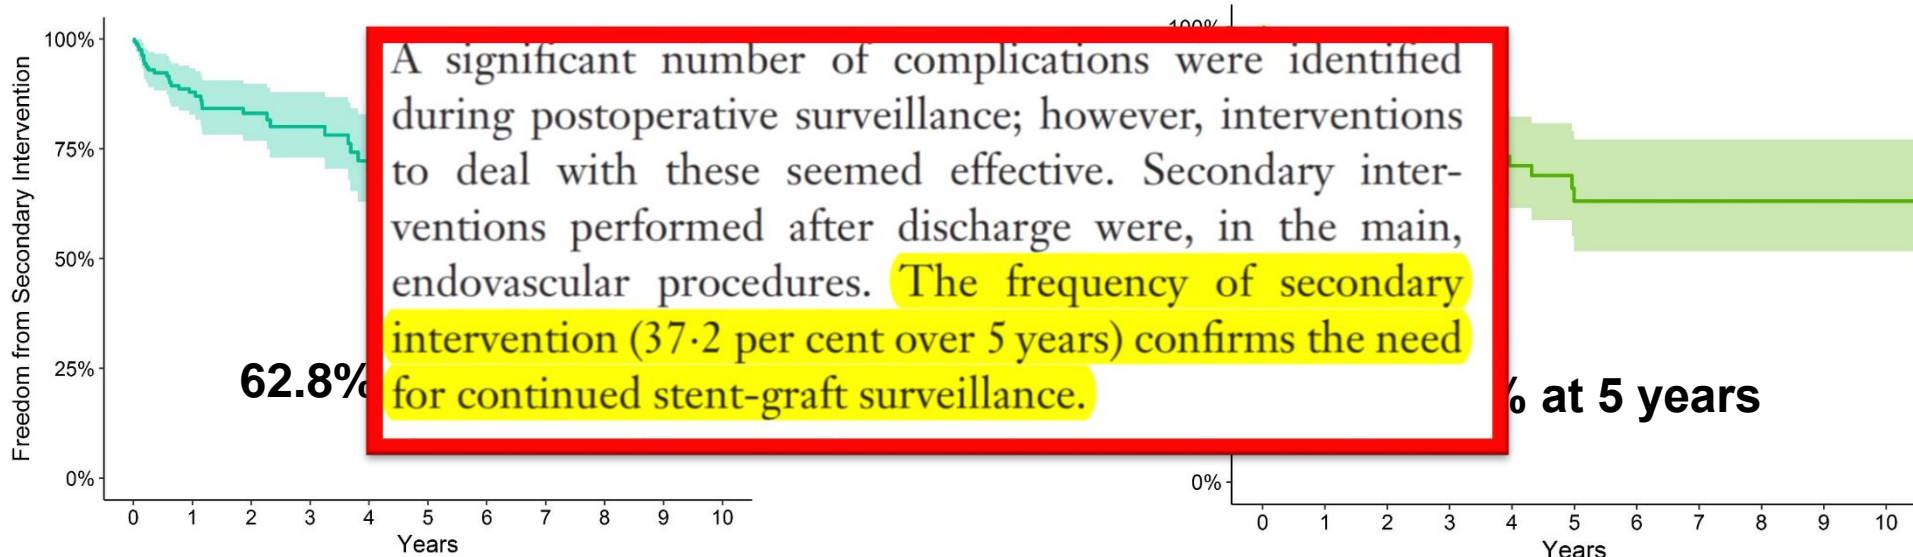 Freedom from Secondary Intervention
100%
75%
50%
25%
0%
0 1 2 3 4 5 6 7 8 9 10
Years
62.8%
A significant number of complications were identified
during postoperative surveillance; however, interventions
to deal with these seemed effective. Secondary inter-
ventions performed after discharge were, in the main,
endovascular procedures. The frequency of secondary
intervention (37·2 per cent over 5 years) confirms the need
for continued stent-graft surveillance.
100%
% at 5 years
0%
0 1 2 3 4 5 6 7 8 9 10
Years